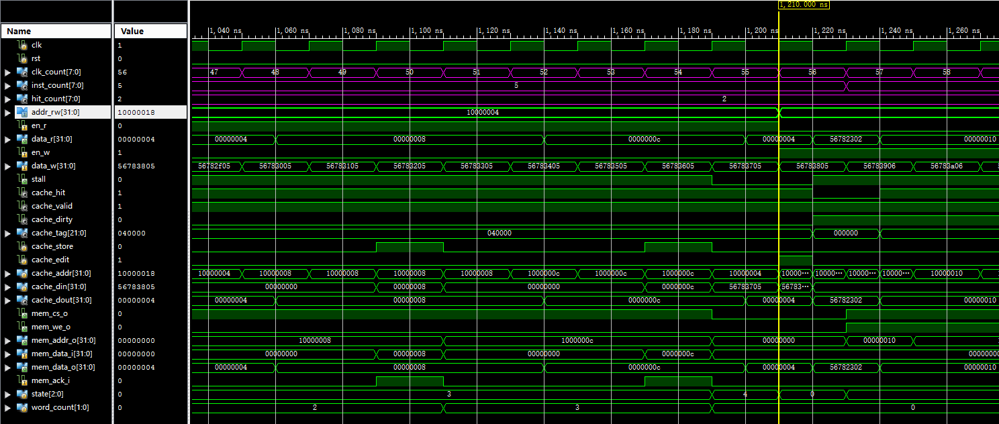 1,210.000 ns
Name Value 1,040 ns 1,060 ns 1,080 ns 1,100 ns 1,120 ns 1,140 ns 1,160 ns 1,180 ns 1,200 ns 1,220 ns 1,240 ns 1,260 ns
clk 1
rst 0
clk_count[7:0] 56 47 48 49 50 51 52 53 54 55 56 57 58
inst_count[7:0] 5 5
hit_count[7:0] 2 2
addr_rw[31:0] 10000018 10000004
en_r 0
data_r[31:0] 00000004 00000004 00000008 0000000c 00000004 56782302 00000010
en_w 1
data_w[31:0] 56783805 56782f05 56783005 56783105 56783205 56783305 56783405 56783505 56783605 56783705 56783805 56783906 56783a06
stall 0
cache_hit 1
cache_valid 1
cache_dirty 0
cache_tag[21:0] 040000 040000 000000
cache_store 0
cache_edit 1
cache_addr[31:0] 10000018 10000004 10000008 10000008 10000008 10000008 1000000c 1000000c 1000000c 10000004 10000··· 10000··· 10000··· 10000··· 10000010
cache_din[31:0] 56783805 00000000 00000008 00000000 0000000c 56783705 56783···
cache_dout[31:0] 00000004 00000004 00000008 0000000c 00000004 56782302 00000010
mem_cs_o 0
mem_we_o 0
mem_addr_o[31:0] 00000000 10000008 1000000c 00000000 00000010
mem_data_i[31:0] 00000000 00000000 00000008 00000000 0000000c 0000000
mem_data_o[31:0] 00000004 00000004 00000008 0000000c 00000004 56782302 00000010
mem_ack_i 0
state[2:0] 0 3 4 0
word_count[1:0] 0 2 3 0